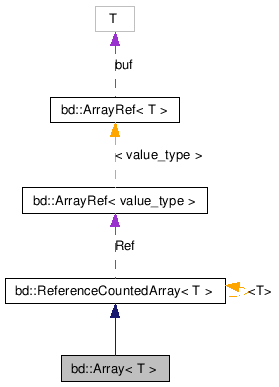 T
buf
bd::ArrayRef< T >
< value_type >
bd::ArrayRef< value_type >
Ref
bd::ReferenceCountedArray< T >
<T>
bd::Array< T >